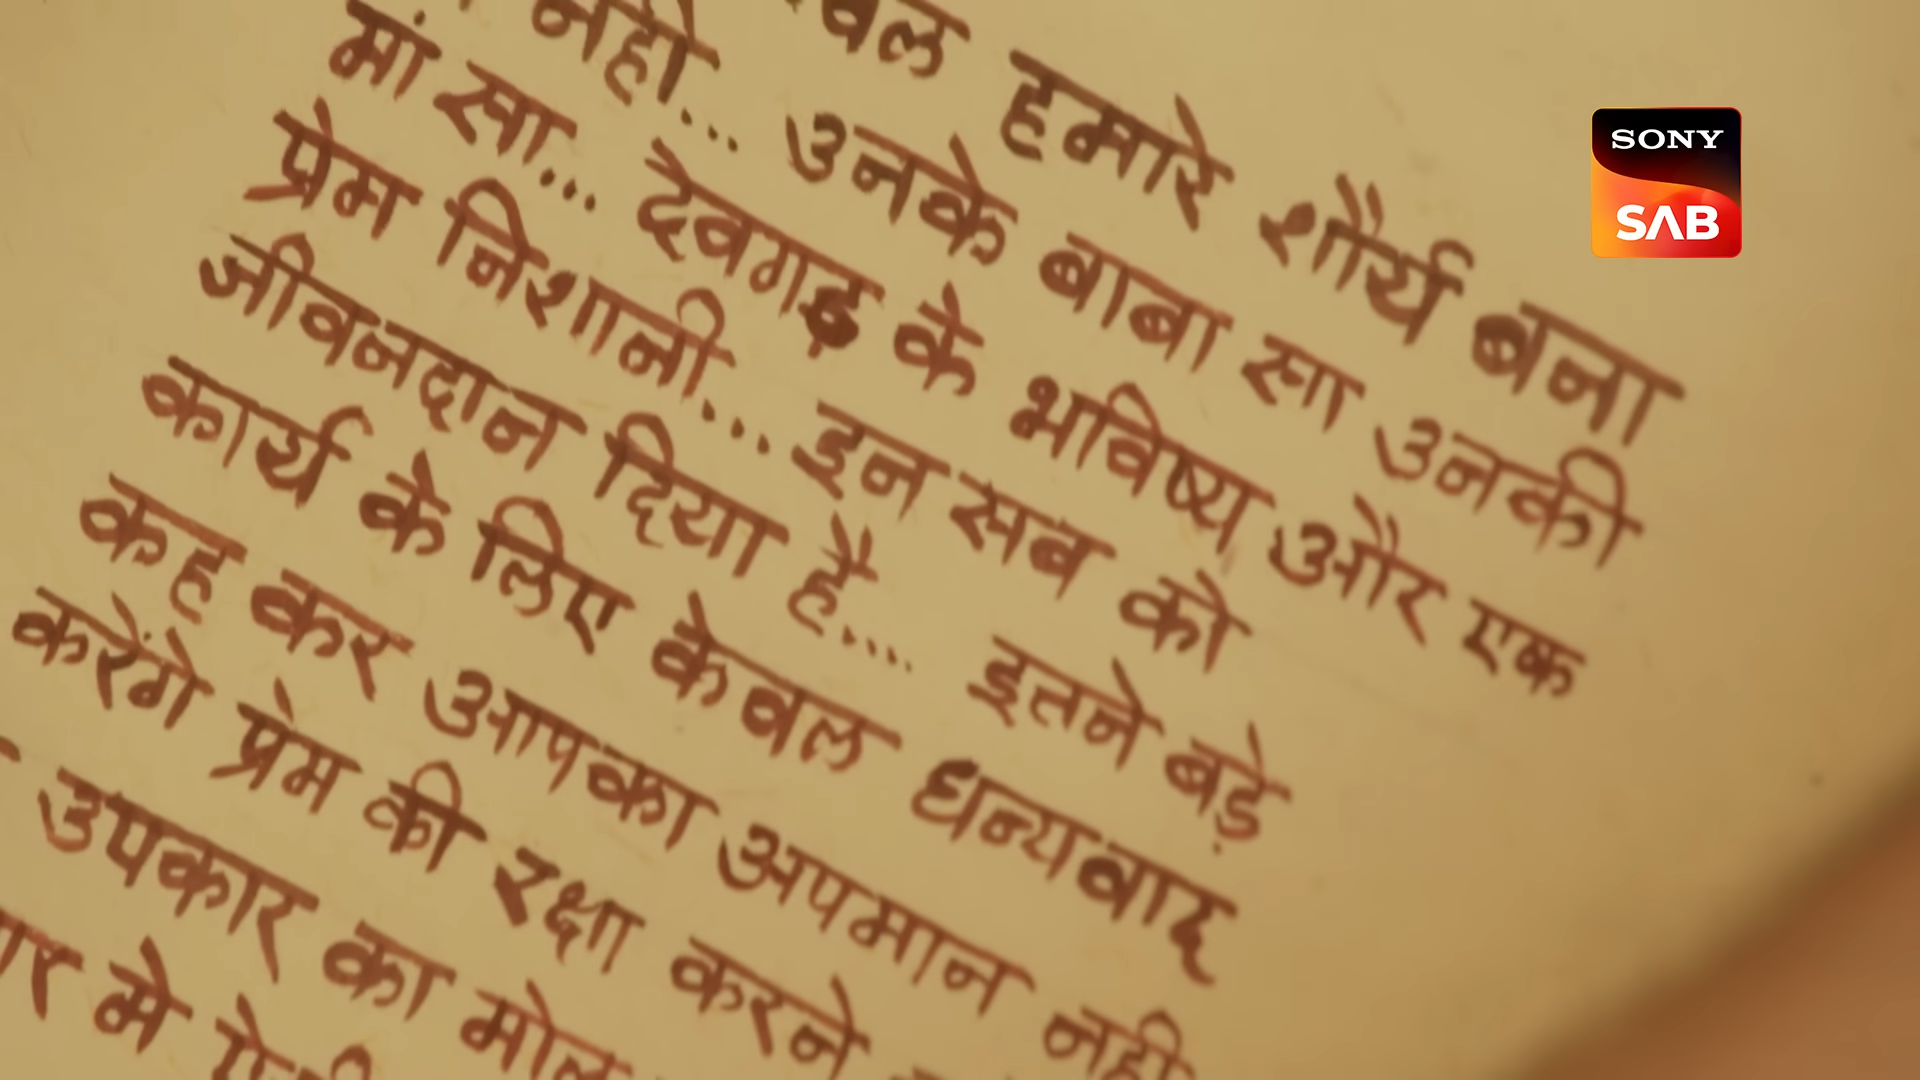 हमारे शौर्य बना
नही... उनके बाबा सा उनकी
मां सा... देवगढ़ के भविष्य और एक
प्रेम निशानी... इन सब को
जीवनदान दिया है.... इतने बड़े
कार्य के लिए केवल धन्यवाद
कह कर आपका अपमान नही
करेंगे प्रेम की रक्षा करने
उपकार का मोल
मे
SONY
SAB